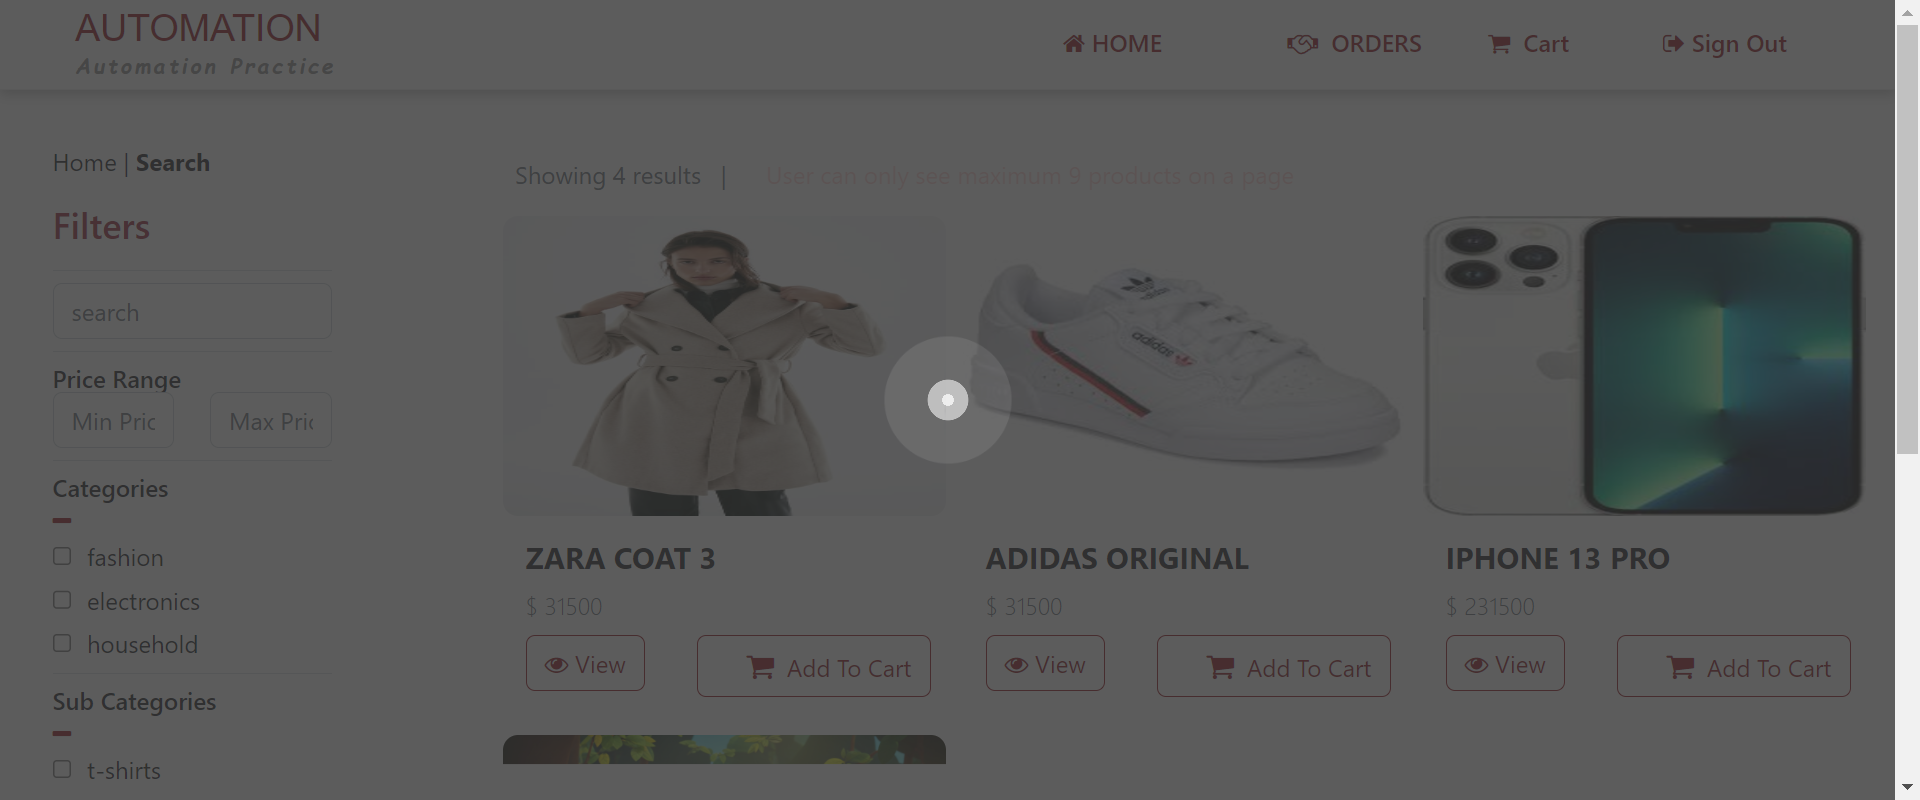 AUTOMATION
Automation Practice
HOME
ORDERS
Cart
Sign Out
Home | Search
Showing 4 results |
User can only see maximum 9 products on a page
Filters
search
Price Range
Min Pric
Max Pric
Categories
fashion
electronics
household
Sub Categories
t-shirts
adidas
adidas
ZARA COAT 3
$ 31500
View
Add To Cart
ADIDAS ORIGINAL
$ 31500
View
Add To Cart
IPHONE 13 PRO
$ 231500
View
Add To Cart